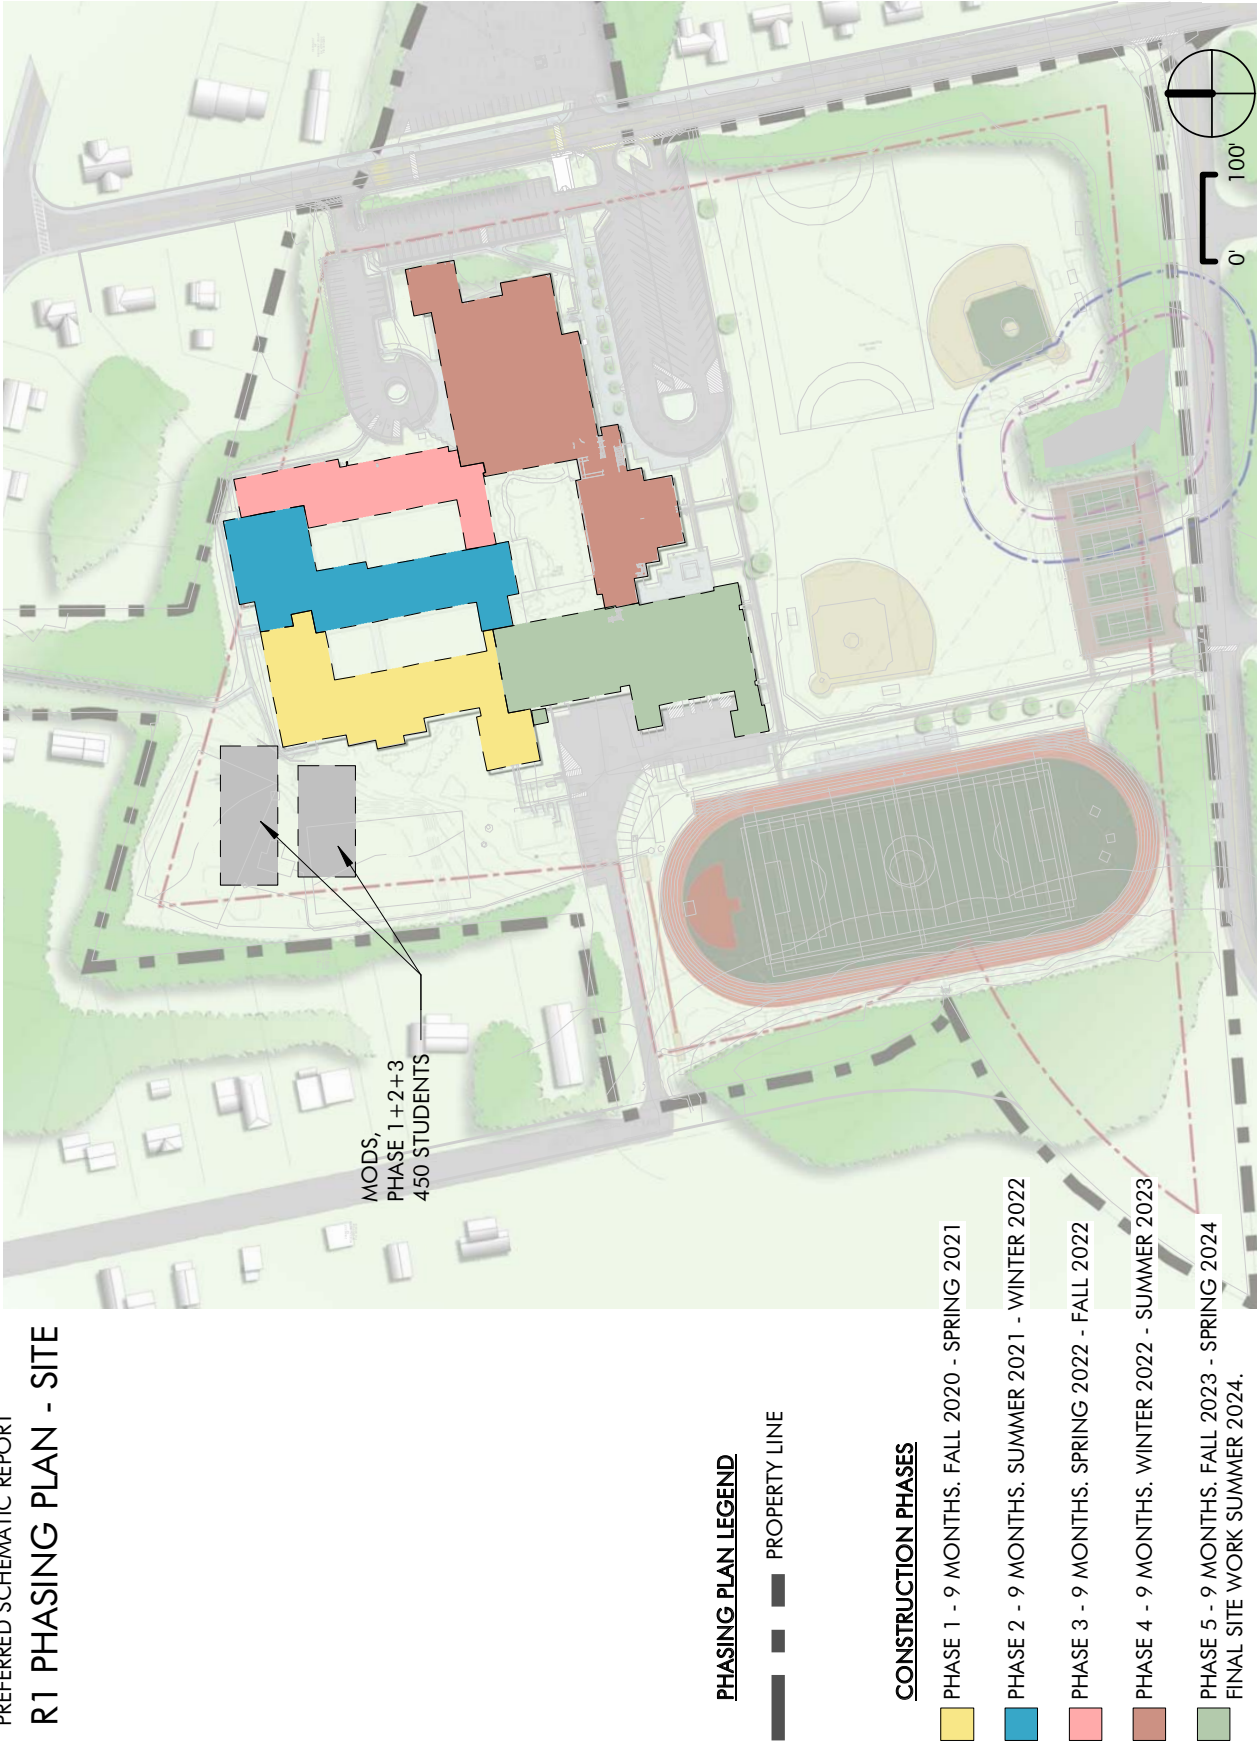 PREFERRED SCHEMATIC REPORT
R1 PHASING PLAN - SITE
MODS,
PHASE 1+2+3
450 STUDENTS
PHASING PLAN LEGEND
PROPERTY LINE
CONSTRUCTION PHASES
PHASE 1 - 9 MONTHS. FALL 2020 - SPRING 2021
PHASE 2 - 9 MONTHS. SUMMER 2021 - WINTER 2022
PHASE 3 - 9 MONTHS. SPRING 2022 - FALL 2022
PHASE 4 - 9 MONTHS. WINTER 2022 - SUMMER 2023
PHASE 5 - 9 MONTHS. FALL 2023 - SPRING 2024
FINAL SITE WORK SUMMER 2024.
0' 100'